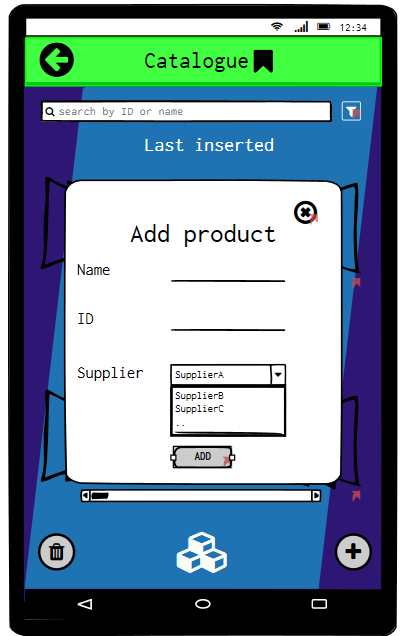 12:34
Catalogue
search by ID or name
Last inserted
Add product
Name
ID
Supplier
SupplierA
SupplierB
SupplierC
..
ADD